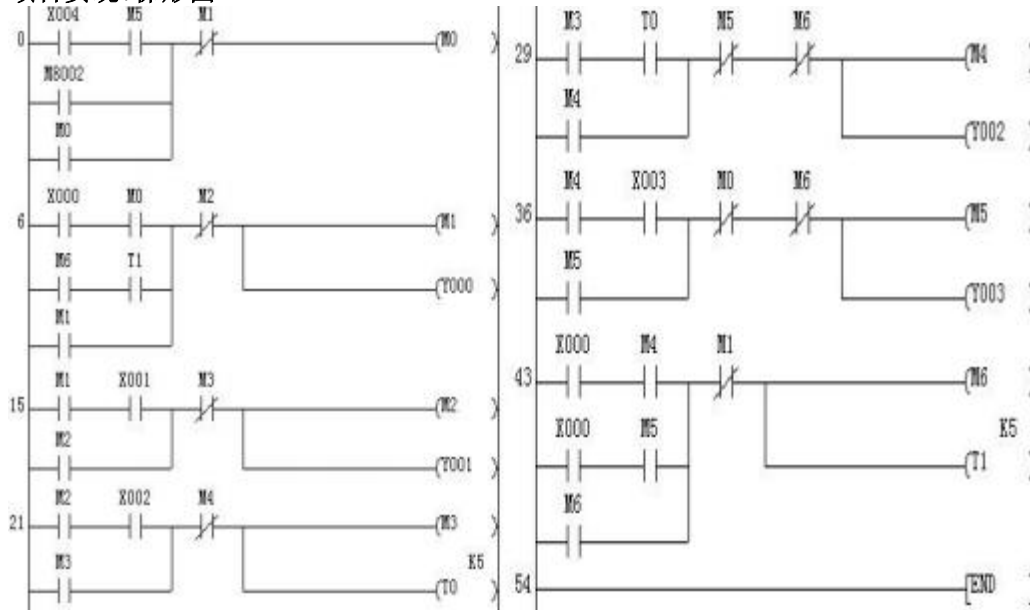 X004 M5 M1
0 (M0 )
M8002
M0
X000 M0 M2
6 (M1 )
M6 T1
(Y000 )
M1
M1 X001 M3
15 (M2 )
M2
(Y001 )
M2 X002 M4
21 (M3 )
M3 K5
(T0 )
M3 T0 M5 M6
29 (M4 )
M4
(Y002 )
M4 X003 M0 M6
36 (M5 )
M5
(Y003 )
X000 M4 M1
43 (M6 )
X000 M5 K5
(T1 )
M6
54 [END ]